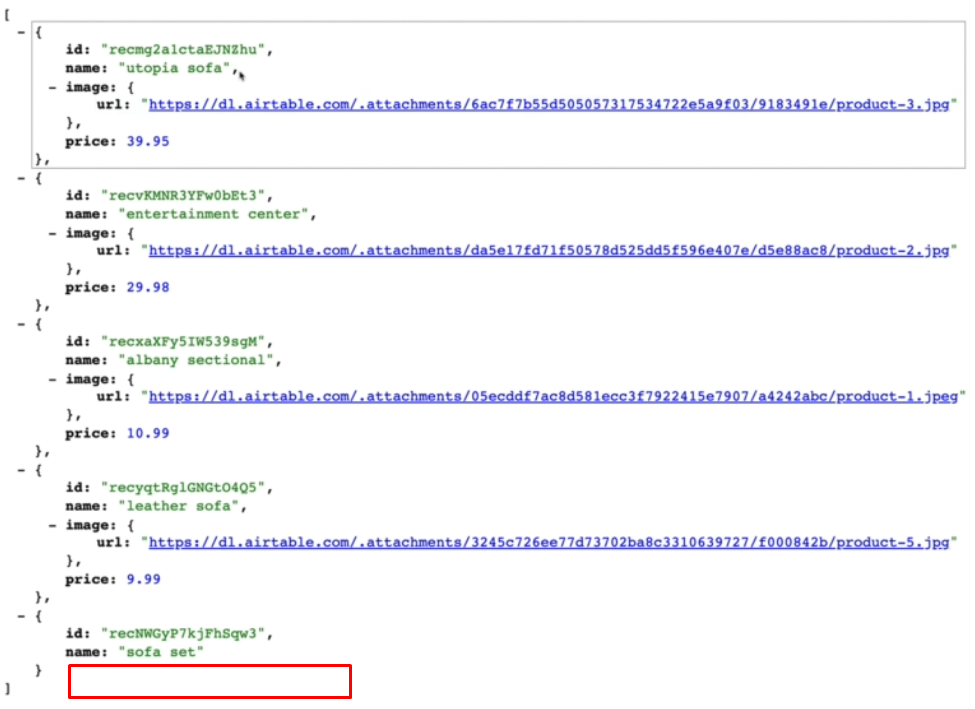 [
- {
id: "recmg2a1ctaEJNZhu",
name: "utopia sofa",
- image: {
url: "https://dl.airtable.com/.attachments/6ac7f7b55d505057317534722e5a9f03/9183491e/product-3.jpg"
},
price: 39.95
},
- {
id: "recvKMNR3YFw0bEt3",
name: "entertainment center",
- image: {
url: "https://dl.airtable.com/.attachments/da5e17fd71f50578d525dd5f596e407e/d5e88ac8/product-2.jpg"
},
price: 29.98
},
- {
id: "recxaXFy5IW539sgM",
name: "albany sectional",
- image: {
url: "https://dl.airtable.com/.attachments/05ecddf7ac8d581ecc3f7922415e7907/a4242abc/product-1.jpeg"
},
price: 10.99
},
- {
id: "recyqtRglGNGtO4Q5",
name: "leather sofa",
- image: {
url: "https://dl.airtable.com/.attachments/3245c726ee77d73702ba8c3310639727/f000842b/product-5.jpg"
},
price: 9.99
},
- {
id: "recNWGyP7kjFhSqw3",
name: "sofa set"
}
]